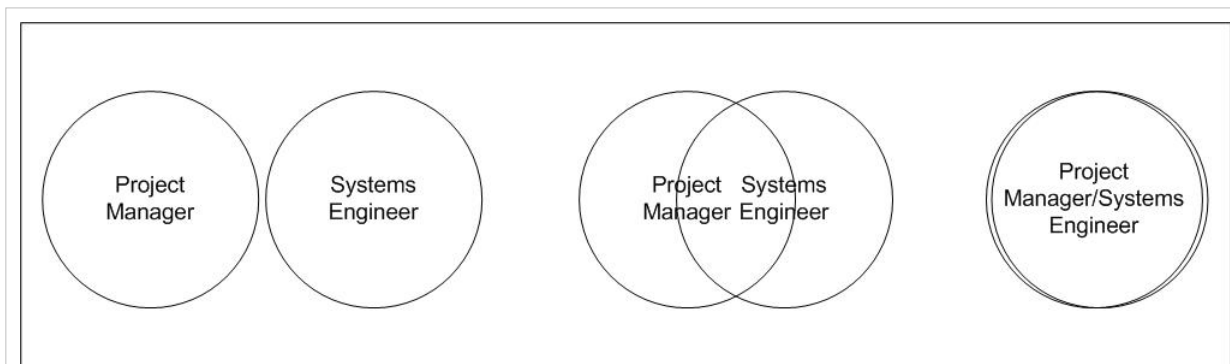 Project
Manager
Systems
Engineer
Project
Manager
Systems
Engineer
Project
Manager/Systems
Engineer